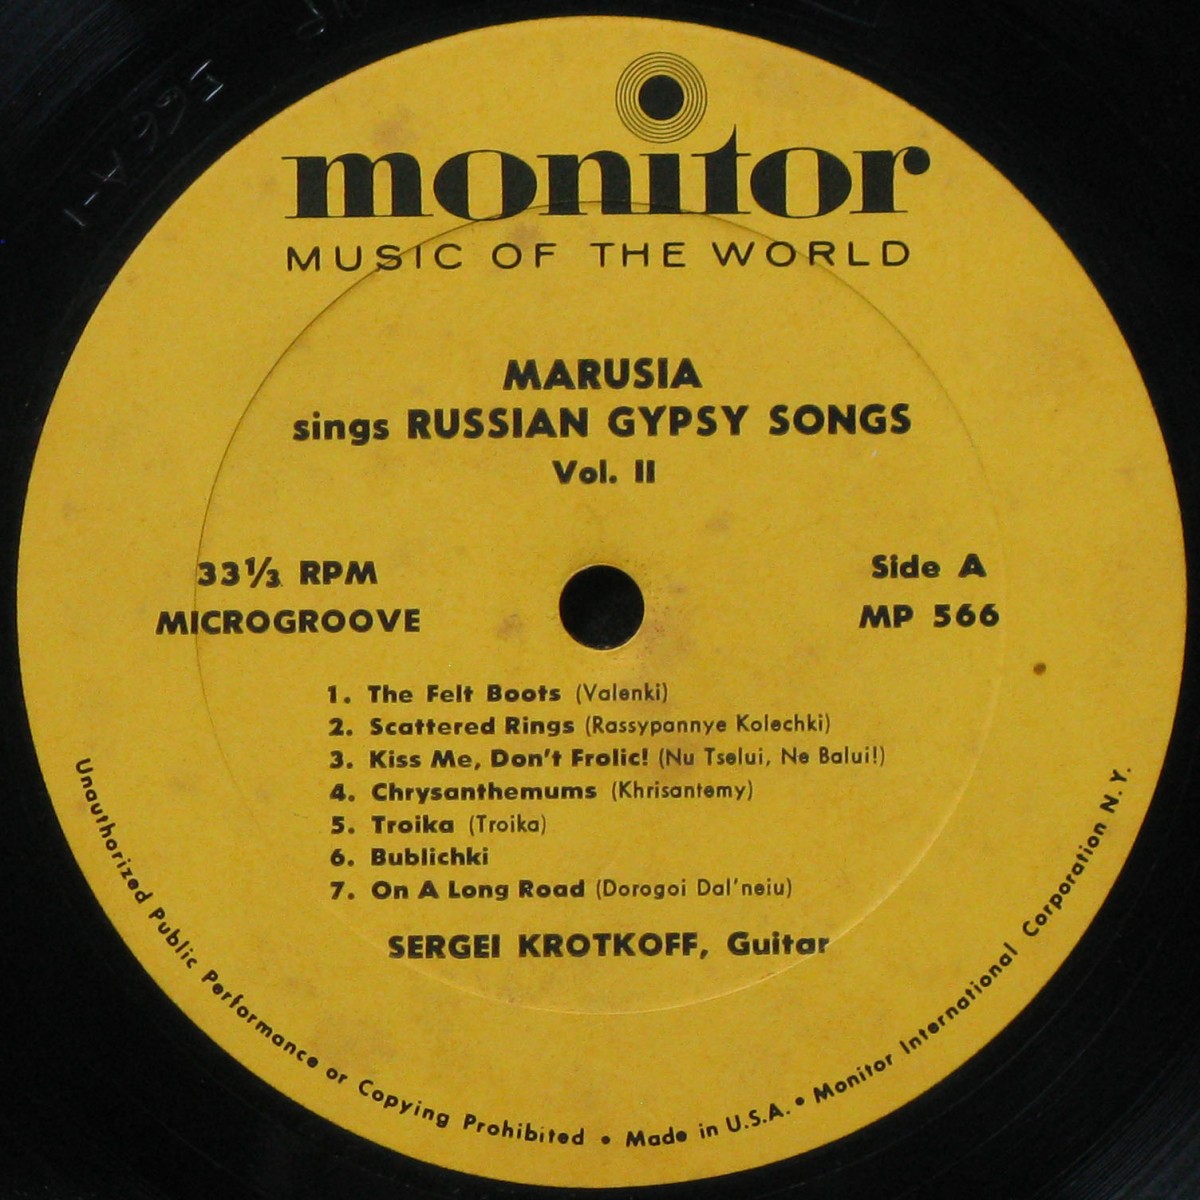 monitor
MUSIC OF THE WORLD
MARUSIA
sings RUSSIAN GYPSY SONGS
Vol. II
33⅓ RPM
MICROGROOVE
Side A
MP 566
1. The Felt Boots (Valenki)
2. Scattered Rings (Rassypannye Kolechki)
3. Kiss Me, Don't Frolic! (Nu Tselui, Ne Balui!)
4. Chrysanthemums (Khrisantemy)
5. Troika (Troika)
6. Bublichki
7. On A Long Road (Dorogoi Dal'neiu)
SERGEI KROTKOFF, Guitar
Unauthorized Public Performance or Copying Prohibited • Made in U.S.A. • Monitor International Corporation N. Y.